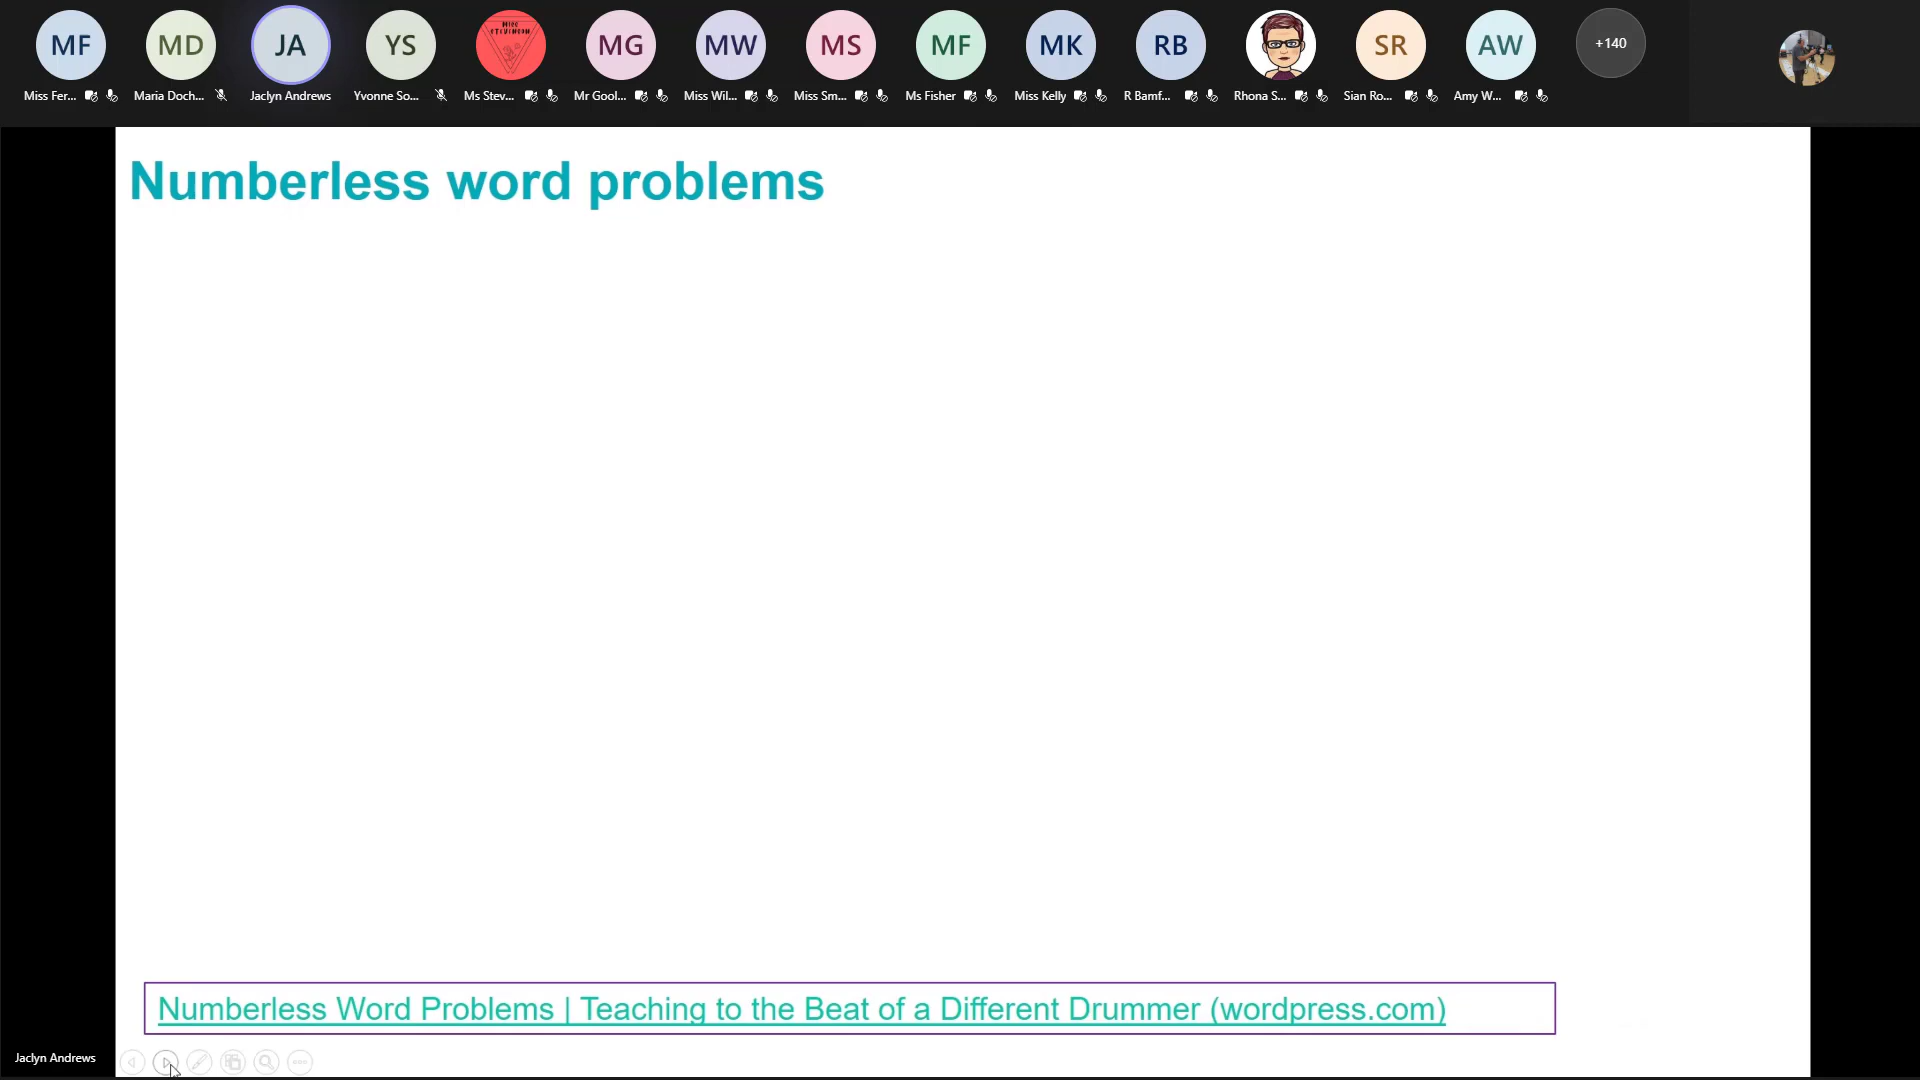 MF MD JA YS MISS STEVENSON MG MW MS MF MK RB SR AW +140
Miss Fer... Maria Doch... Jaclyn Andrews Yvonne So... Ms Stev... Mr Gool... Miss Wil... Miss Sm... Ms Fisher Miss Kelly R Bamf... Rhona S... Sian Ro... Amy W...
Numberless word problems
Numberless Word Problems | Teaching to the Beat of a Different Drummer (wordpress.com)
Jaclyn Andrews